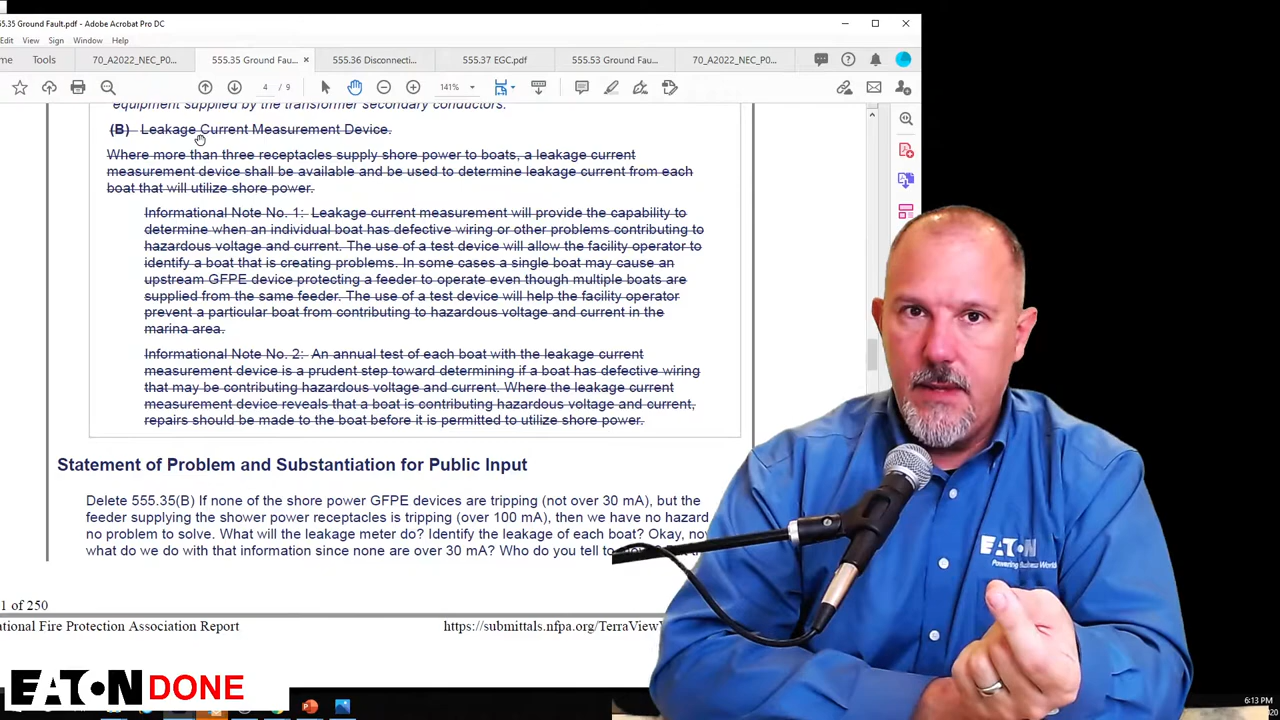 55.35 Ground Fault.pdf - Adobe Acrobat Pro DC
Edit View Sign Window Help
me Tools 70_A2022_NEC_P0... 555.35 Ground Fau... × 555.36 Disconnecti... 555.37 EGC.pdf 555.53 Ground Fau... 70_A2022_NEC_P0...
4 / 9 141%
equipment supplied by the transformer secondary conductors.
(B) Leakage Current Measurement Device.
Where more than three receptacles supply shore power to boats, a leakage current
measurement device shall be available and be used to determine leakage current from each
boat that will utilize shore power.
Informational Note No. 1: Leakage current measurement will provide the capability to
determine when an individual boat has defective wiring or other problems contributing to
hazardous voltage and current. The use of a test device will allow the facility operator to
identify a boat that is creating problems. In some cases a single boat may cause an
upstream GFPE device protecting a feeder to operate even though multiple boats are
supplied from the same feeder. The use of a test device will help the facility operator
prevent a particular boat from contributing to hazardous voltage and current in the
marina area.
Informational Note No. 2: An annual test of each boat with the leakage current
measurement device is a prudent step toward determining if a boat has defective wiring
that may be contributing hazardous voltage and current. Where the leakage current
measurement device reveals that a boat is contributing hazardous voltage and current,
repairs should be made to the boat before it is permitted to utilize shore power.
Statement of Problem and Substantiation for Public Input
Delete 555.35(B) If none of the shore power GFPE devices are tripping (not over 30 mA), but the
feeder supplying the shower power receptacles is tripping (over 100 mA), then we have no hazard
no problem to solve. What will the leakage meter do? Identify the leakage of each boat? Okay, no
what do we do with that information since none are over 30 mA? Who do you tell to
1 of 250
ational Fire Protection Association Report https://submittals.nfpa.org/TerraView
EATON
Powering Business World
EATON DONE
6:13 PM